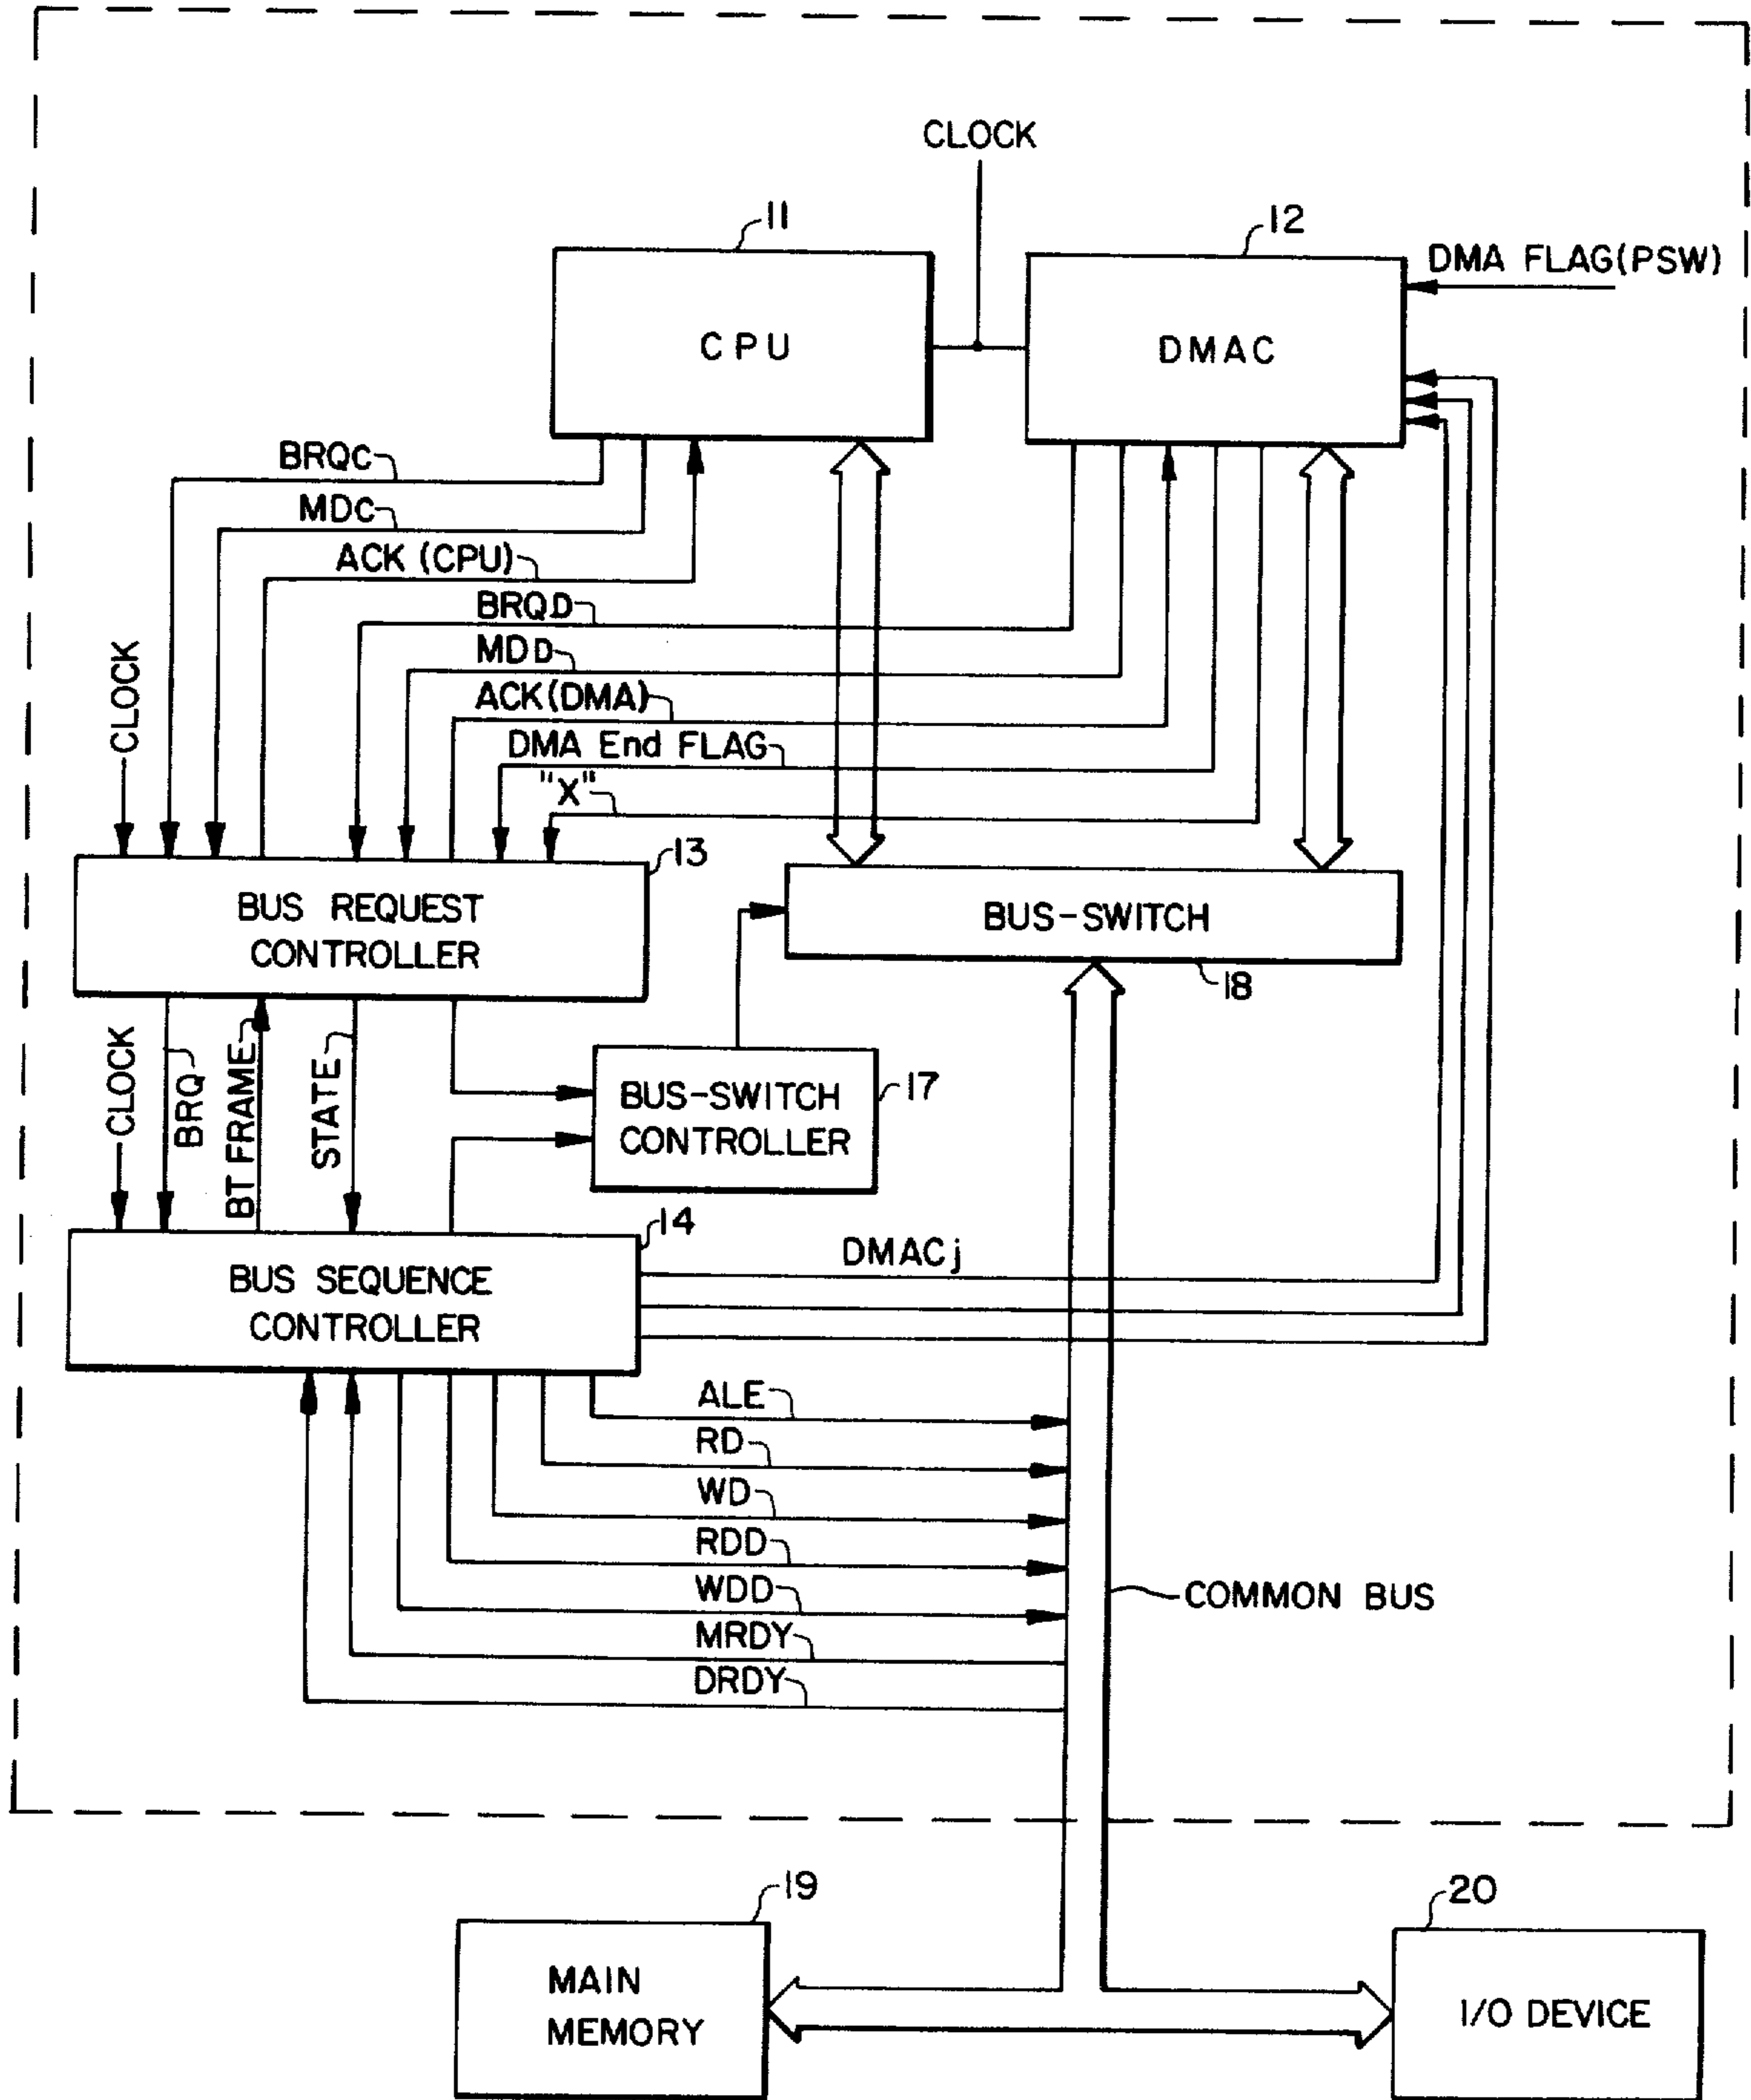 CLOCK
11
12
DMA FLAG(PSW)
CPU
DMAC
BRQC
MDC
ACK (CPU)
BRQD
MDD
ACK(DMA)
DMA End FLAG
"X"
CLOCK
13
BUS REQUEST
CONTROLLER
BUS-SWITCH
18
CLOCK
BRQ
BT FRAME
STATE
BUS-SWITCH
CONTROLLER
17
14
BUS SEQUENCE
CONTROLLER
DMACj
ALE
RD
WD
RDD
WDD
MRDY
DRDY
COMMON BUS
19
20
MAIN
MEMORY
I/O DEVICE